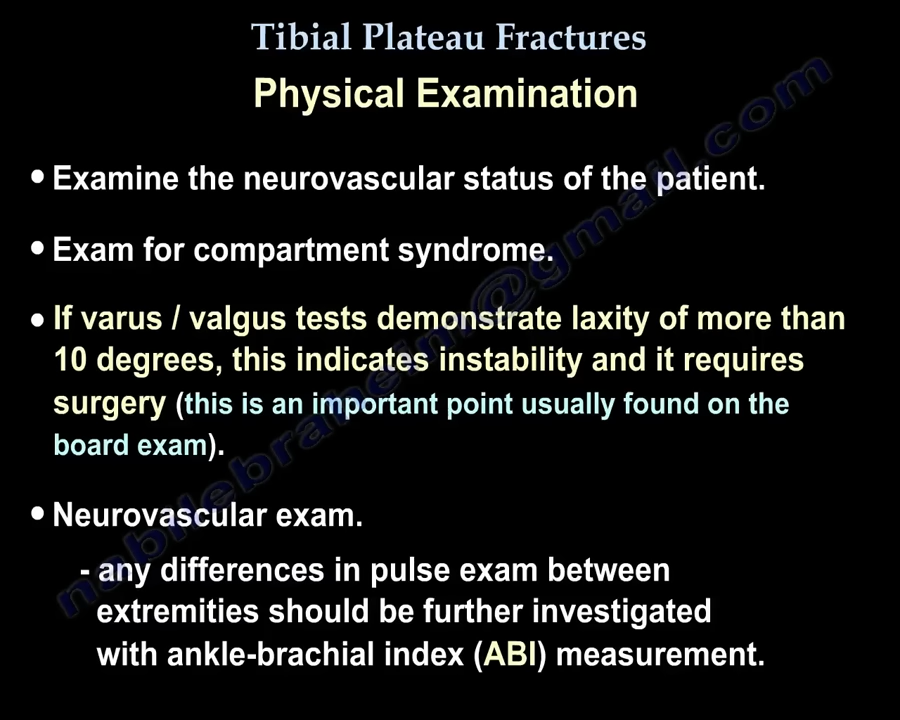 Tibial Plateau Fractures
Physical Examination
• Examine the neurovascular status of the patient.
• Exam for compartment syndrome.
• If varus / valgus tests demonstrate laxity of more than
10 degrees, this indicates instability and it requires
surgery (this is an important point usually found on the
board exam).
• Neurovascular exam.
- any differences in pulse exam between
extremities should be further investigated
with ankle-brachial index (ABI) measurement.
nabilebraheim@gmail.com